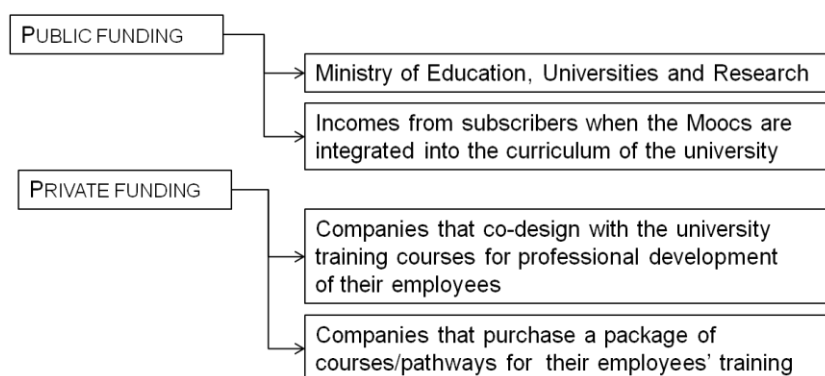 PUBLIC FUNDING
Ministry of Education, Universities and Research
Incomes from subscribers when the Moocs are
integrated into the curriculum of the university
PRIVATE FUNDING
Companies that co-design with the university
training courses for professional development
of their employees
Companies that purchase a package of
courses/pathways for their employees’ training